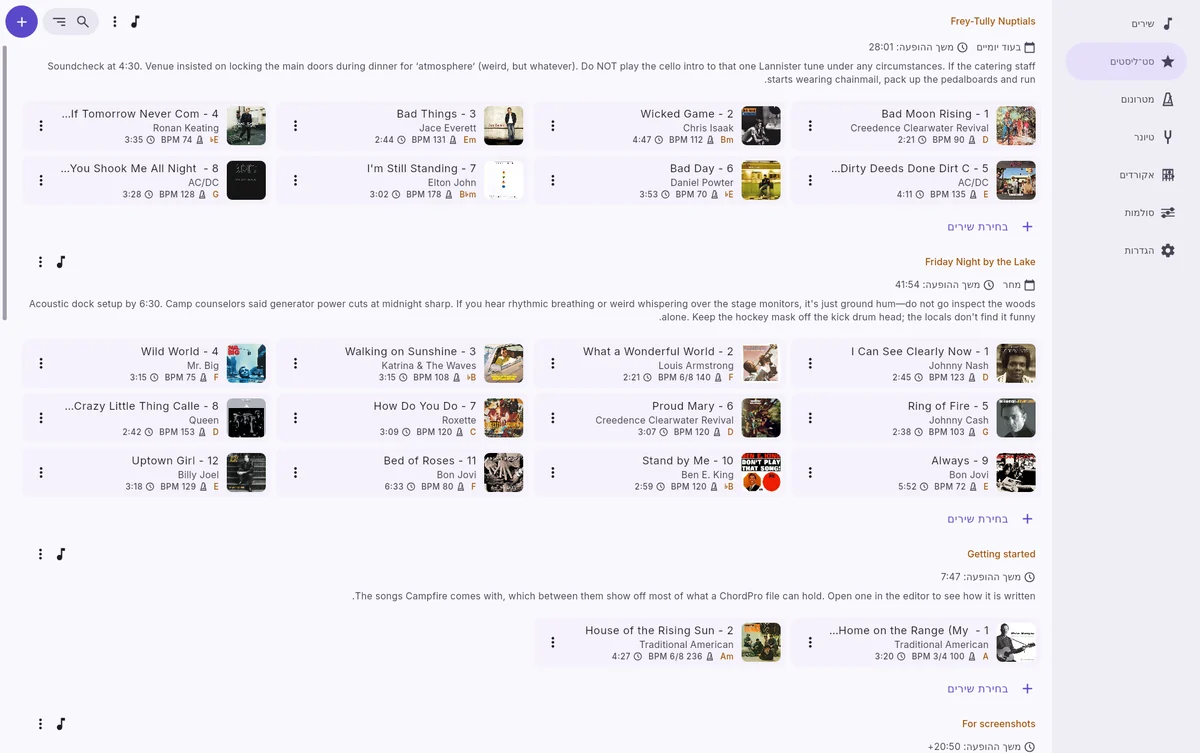 שירים
סט־ליסטים
מטרונום
טיונר
אקורדים
סולמות
הגדרות
Frey-Tully Nuptials
בעוד יומיים משך ההופעה: 28:01
Soundcheck at 4:30. Venue insisted on locking the main doors during dinner for ‘atmosphere’ (weird, but whatever). Do NOT play the cello intro to that one Lannister tune under any circumstances. If the catering staff
starts wearing chainmail, pack up the pedalboards and run.
1 - Bad Moon Rising
Creedence Clearwater Revival
D 90 BPM 2:21
2 - Wicked Game
Chris Isaak
Bm 112 BPM 4:47
3 - Bad Things
Jace Everett
Em 131 BPM 2:44
4 - If Tomorrow Never Com...
Ronan Keating
E♭ 74 BPM 3:35
5 - Dirty Deeds Done Dirt C...
AC/DC
E 135 BPM 4:11
6 - Bad Day
Daniel Powter
E♭ 70 BPM 3:53
7 - I'm Still Standing
Elton John
B♭m 178 BPM 3:02
8 - You Shook Me All Night...
AC/DC
G 128 BPM 3:28
בחירת שירים
Friday Night by the Lake
מחר משך ההופעה: 41:54
Acoustic dock setup by 6:30. Camp counselors said generator power cuts at midnight sharp. If you hear rhythmic breathing or weird whispering over the stage monitors, it's just ground hum—do not go inspect the woods
alone. Keep the hockey mask off the kick drum head; the locals don't find it funny.
1 - I Can See Clearly Now
Johnny Nash
D 123 BPM 2:45
2 - What a Wonderful World
Louis Armstrong
F 140 6/8 BPM 2:21
3 - Walking on Sunshine
Katrina & The Waves
B♭ 108 BPM 3:15
4 - Wild World
Mr. Big
F 75 BPM 3:15
5 - Ring of Fire
Johnny Cash
G 103 BPM 2:38
6 - Proud Mary
Creedence Clearwater Revival
D 120 BPM 3:07
7 - How Do You Do
Roxette
C 120 BPM 3:09
8 - Crazy Little Thing Calle...
Queen
D 153 BPM 2:42
9 - Always
Bon Jovi
E 72 BPM 5:52
10 - Stand by Me
Ben E. King
B♭ 120 BPM 2:59
11 - Bed of Roses
Bon Jovi
F 80 BPM 6:33
12 - Uptown Girl
Billy Joel
E 129 BPM 3:18
בחירת שירים
Getting started
משך ההופעה: 7:47
The songs Campfire comes with, which between them show off most of what a ChordPro file can hold. Open one in the editor to see how it is written.
1 - Home on the Range (My...
Traditional American
A 100 3/4 BPM 3:20
2 - House of the Rising Sun
Traditional American
Am 236 6/8 BPM 4:27
בחירת שירים
For screenshots
משך ההופעה: 20:50+